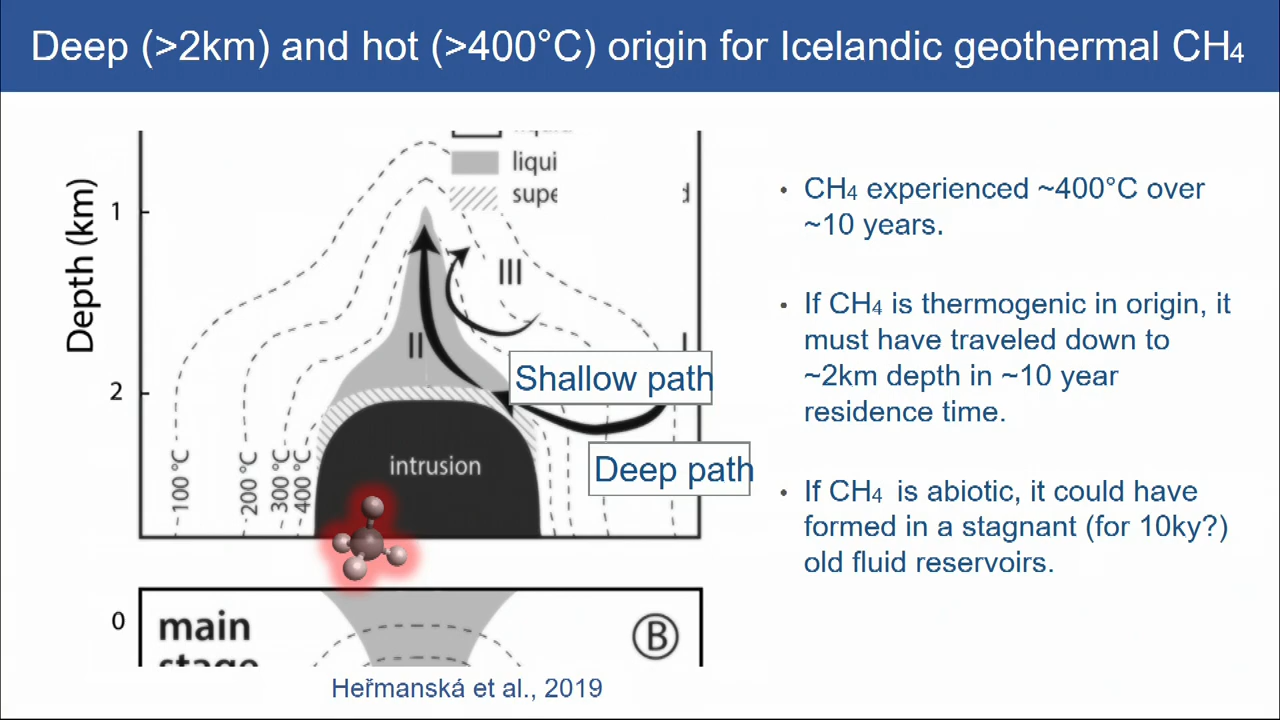 Deep (>2km) and hot (>400°C) origin for Icelandic geothermal CH₄
liqui
supe
d
Depth (km)
1
2
III
II
Shallow path
Deep path
intrusion
100 °C
200 °C
300 °C
400 °C
0
main
stage
B
Heřmanská et al., 2019
• CH₄ experienced ~400°C over
~10 years.
• If CH₄ is thermogenic in origin, it
must have traveled down to
~2km depth in ~10 year
residence time.
• If CH₄ is abiotic, it could have
formed in a stagnant (for 10ky?)
old fluid reservoirs.